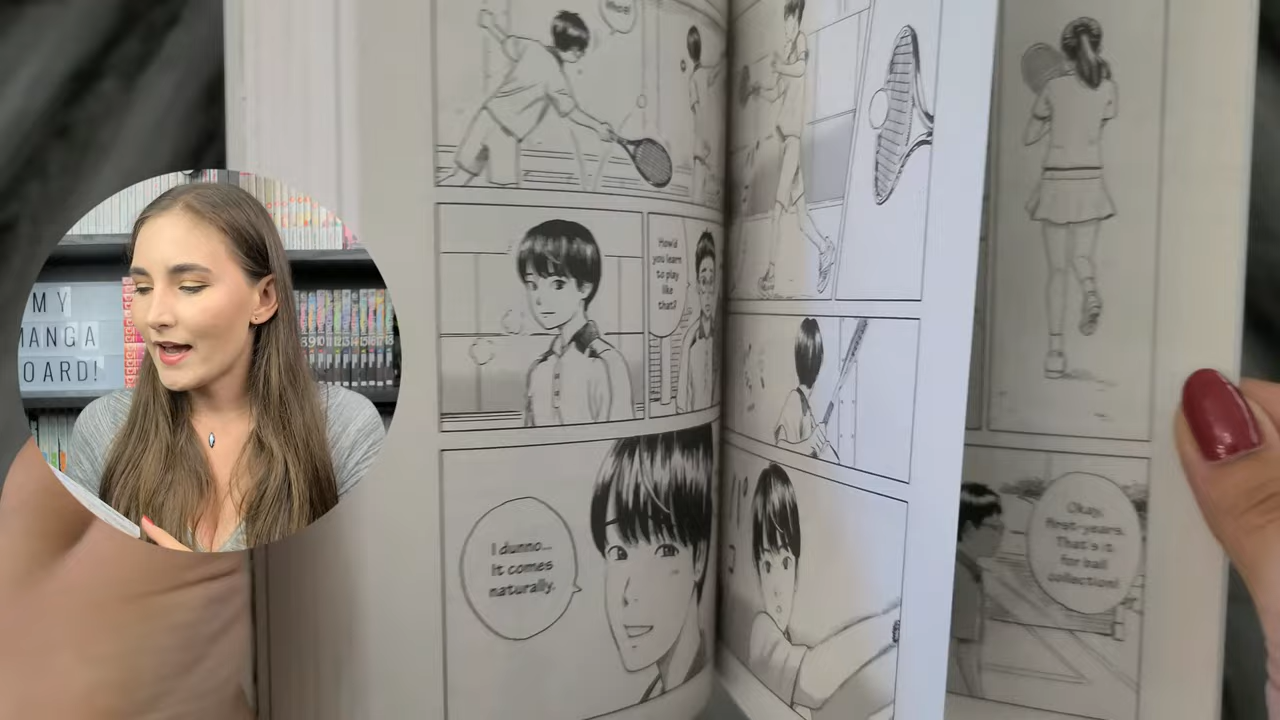 MY
MANGA
OARD!
Whoa!
How'd
you learn
to play
like
that?
I dunno...
It comes
naturally.
Okay,
first-years.
That's it
for ball
collection!